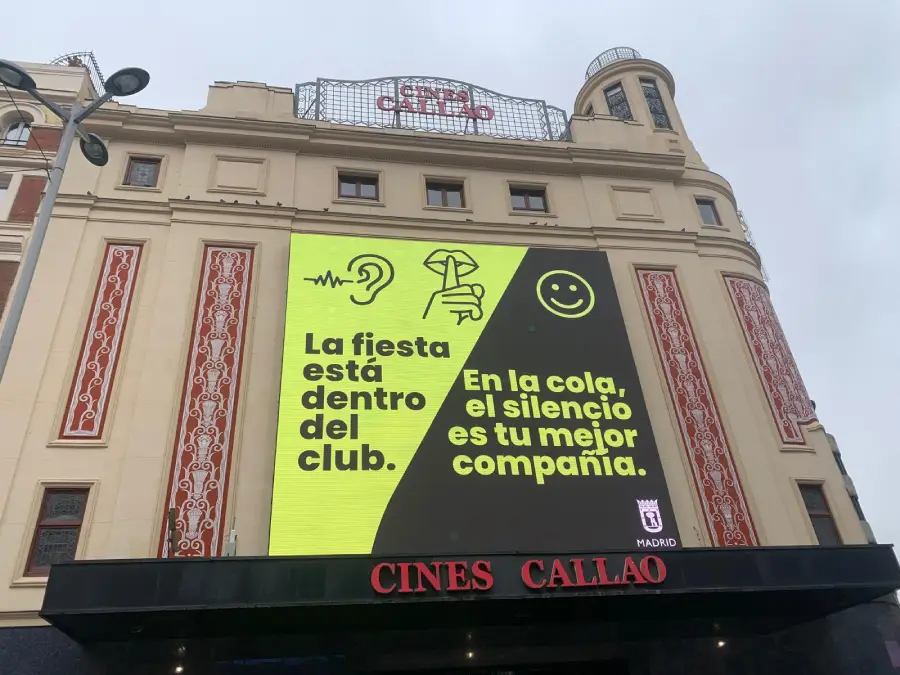 CINES
CALLAO
La fiesta
está
dentro
del
club.
En la cola,
el silencio
es tu mejor
compañía.
MADRID
CINES CALLAO